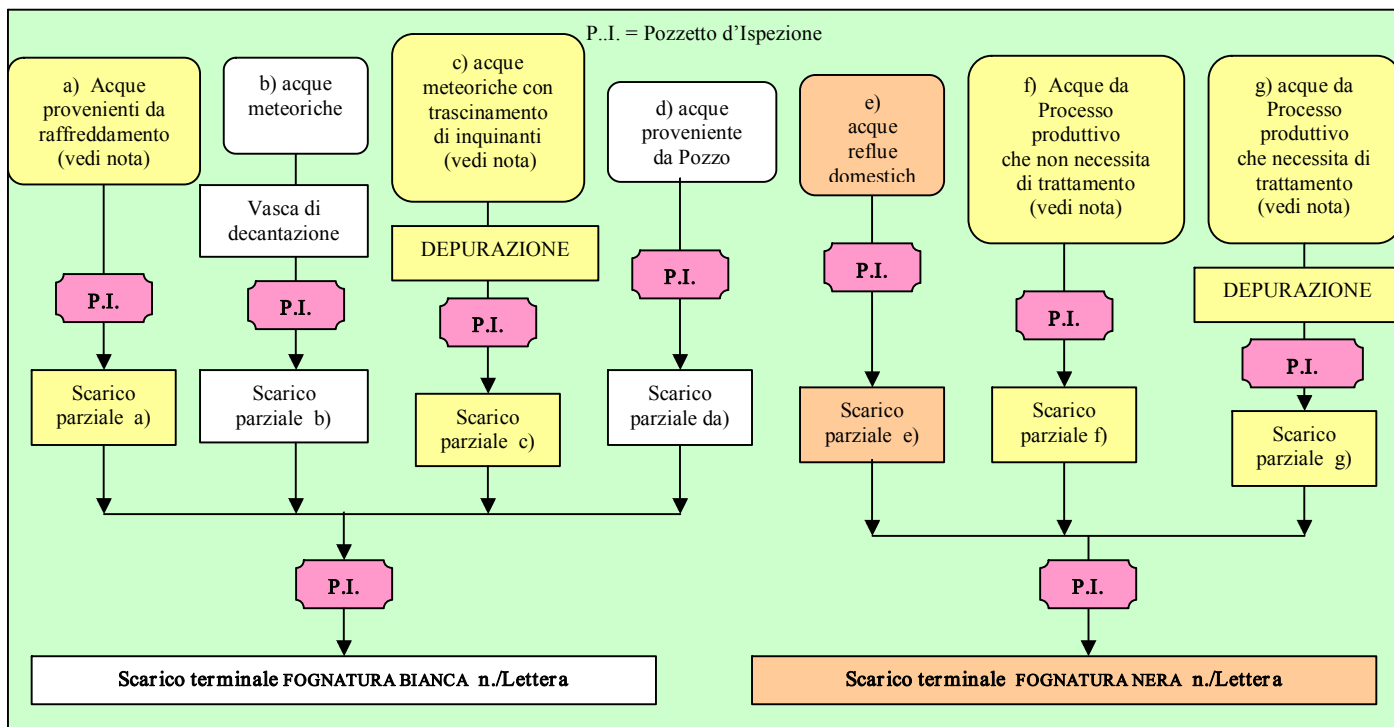 P..I. = Pozzetto d’Ispezione
a) Acque
provenienti da
raffreddamento
(vedi nota)
b) acque
meteoriche
c) acque
meteoriche con
trascinamento
di inquinanti
(vedi nota)
d) acque
proveniente
da Pozzo
e)
acque
reflue
domestich
f) Acque da
Processo
produttivo
che non necessita
di trattamento
(vedi nota)
g) acque da
Processo
produttivo
che necessita di
trattamento
(vedi nota)
Vasca di
decantazione
DEPURAZIONE
DEPURAZIONE
P.I.
P.I.
P.I.
P.I.
P.I.
P.I.
P.I.
Scarico
parziale a)
Scarico
parziale b)
Scarico
parziale c)
Scarico
parziale da)
Scarico
parziale e)
Scarico
parziale f)
Scarico
parziale g)
P.I.
P.I.
Scarico terminale FOGNATURA BIANCA n./Lettera
Scarico terminale FOGNATURA NERA n./Lettera